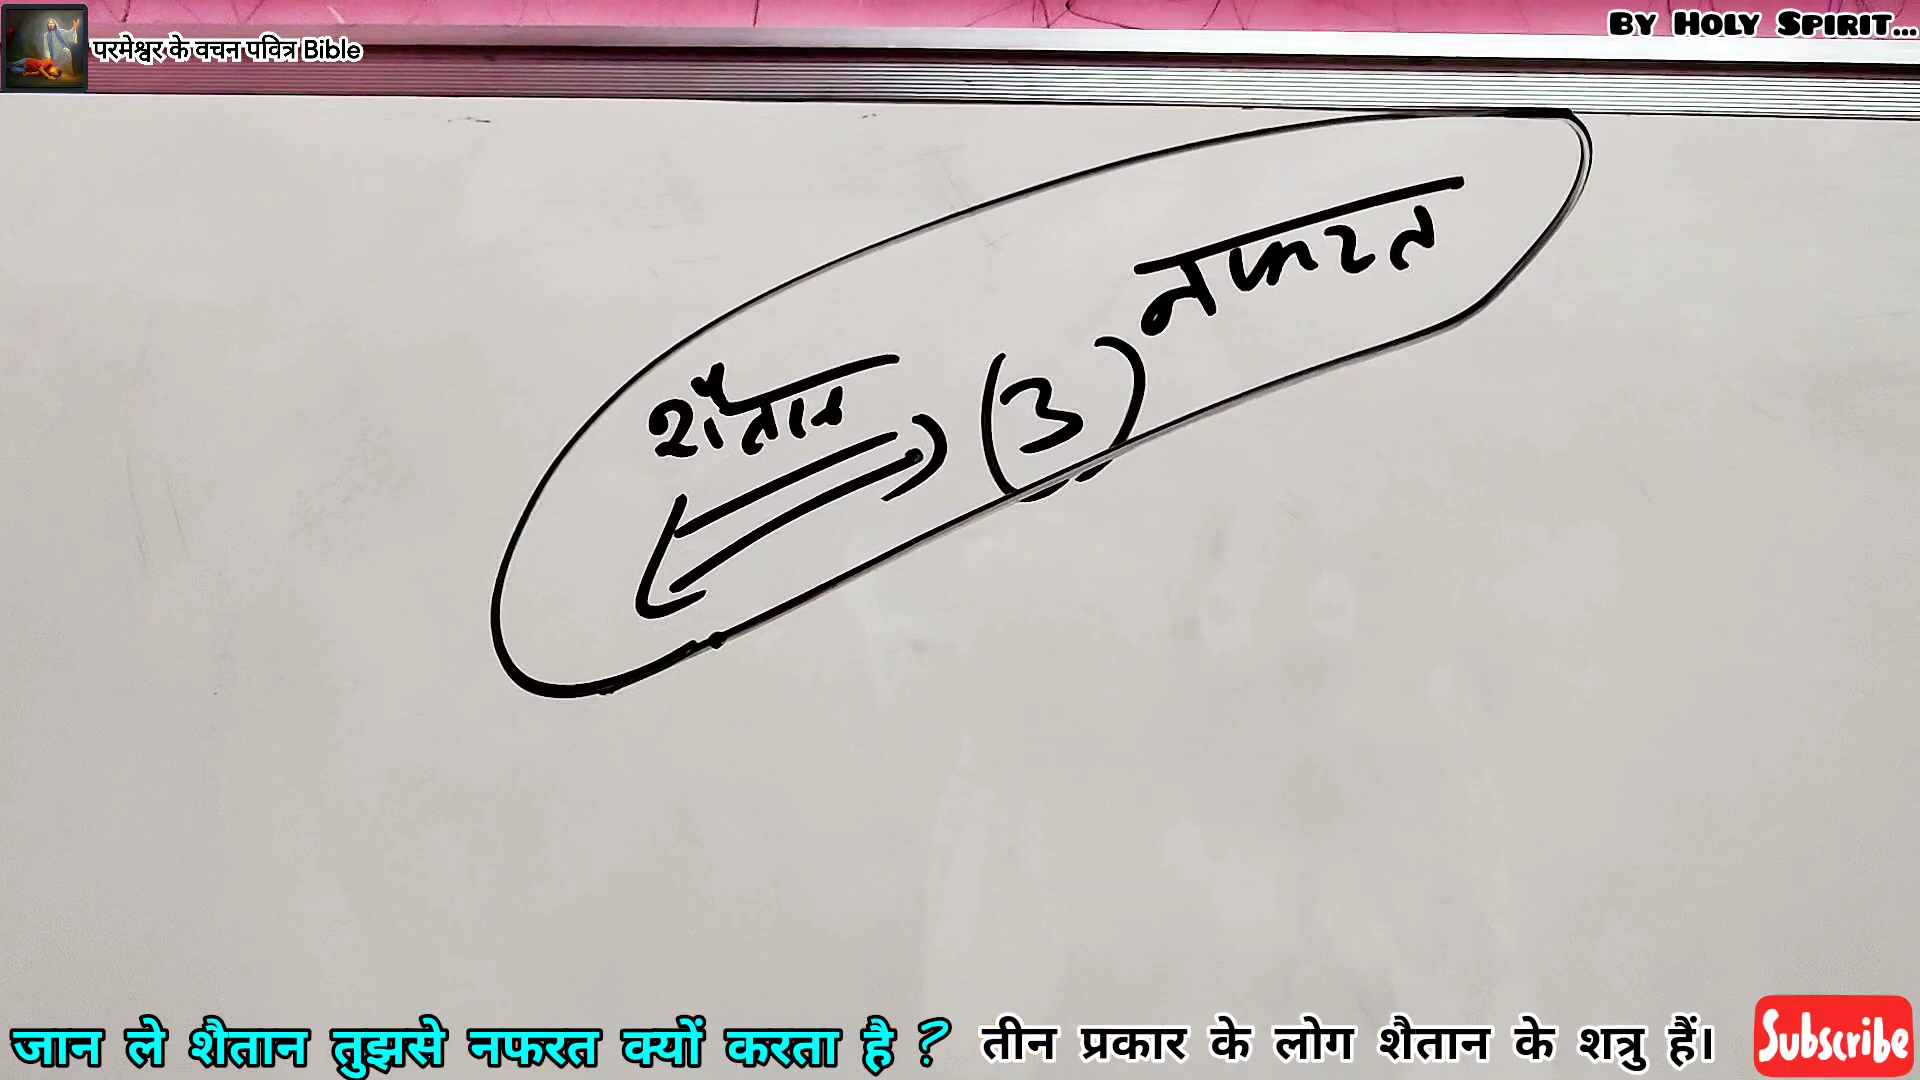 परमेश्वर के वचन पवित्र Bible
By Holy Spirit...
नफरत
शैतान (3)
जान ले शैतान तुझसे नफरत क्यों करता है ? तीन प्रकार के लोग शैतान के शत्रु हैं।
Subscribe